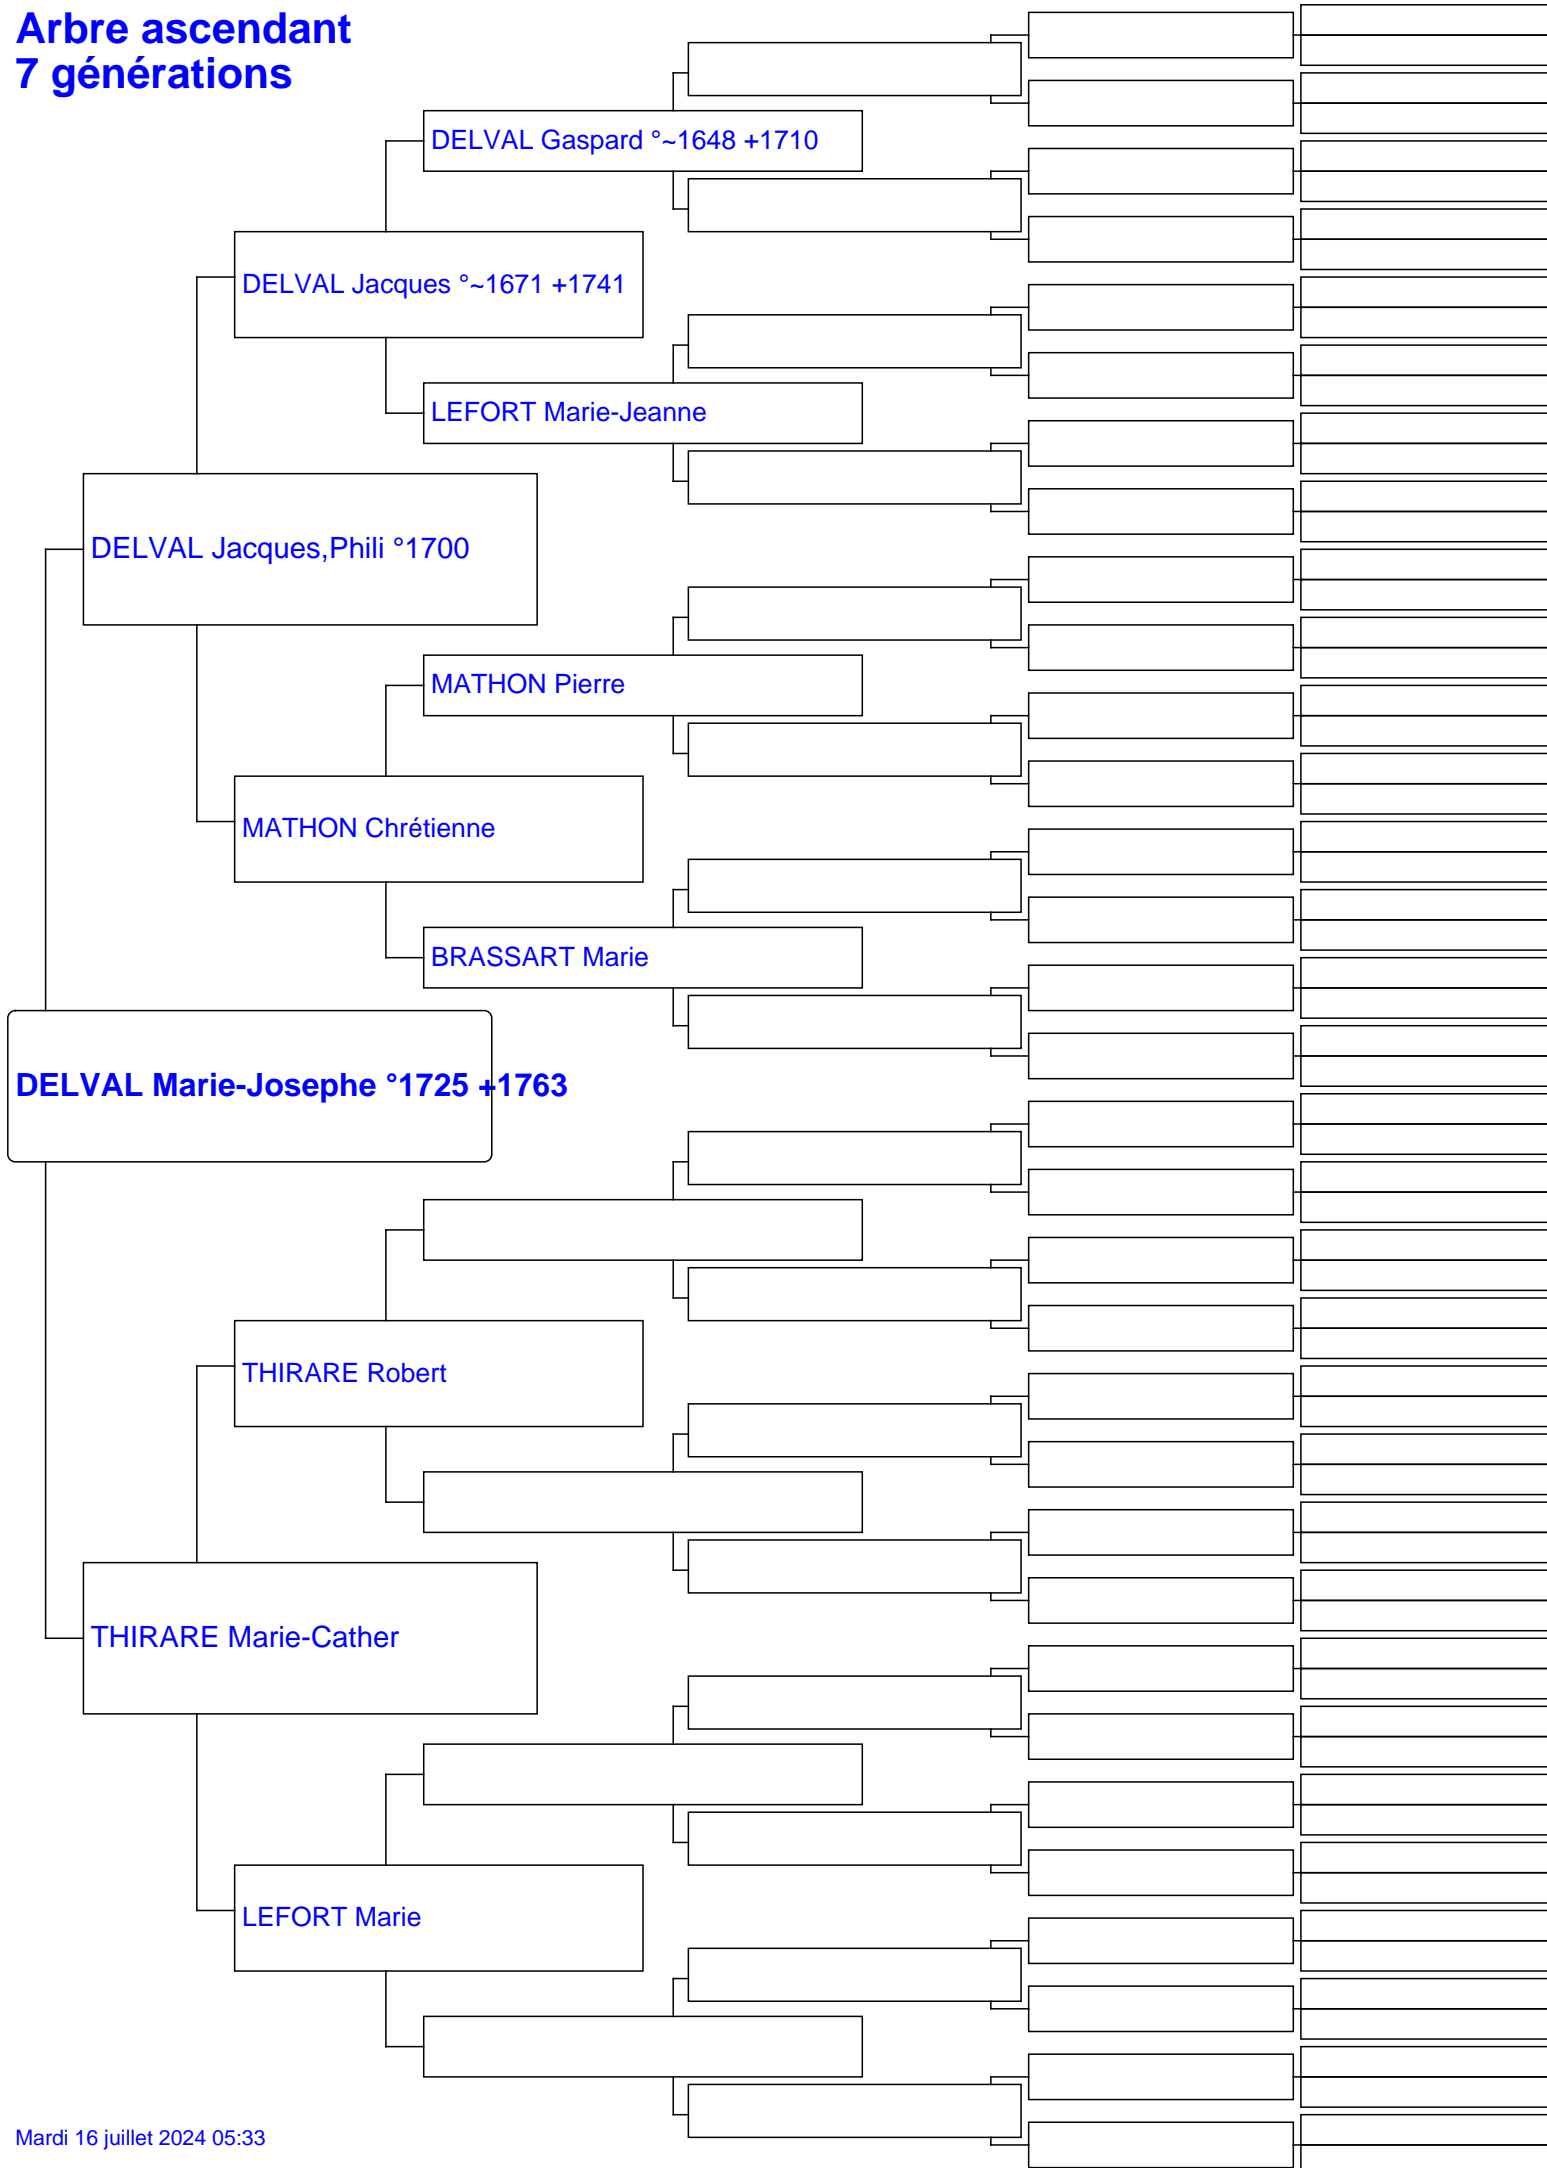 Arbre ascendant
7 générations
DELVAL Gaspard °~1648 +1710
DELVAL Jacques °~1671 +1741
LEFORT Marie-Jeanne
DELVAL Jacques,Phili °1700
MATHON Pierre
MATHON Chrétienne
BRASSART Marie
DELVAL Marie-Josephe °1725 +1763
THIRARE Robert
THIRARE Marie-Cather
LEFORT Marie
Mardi 16 juillet 2024 05:33